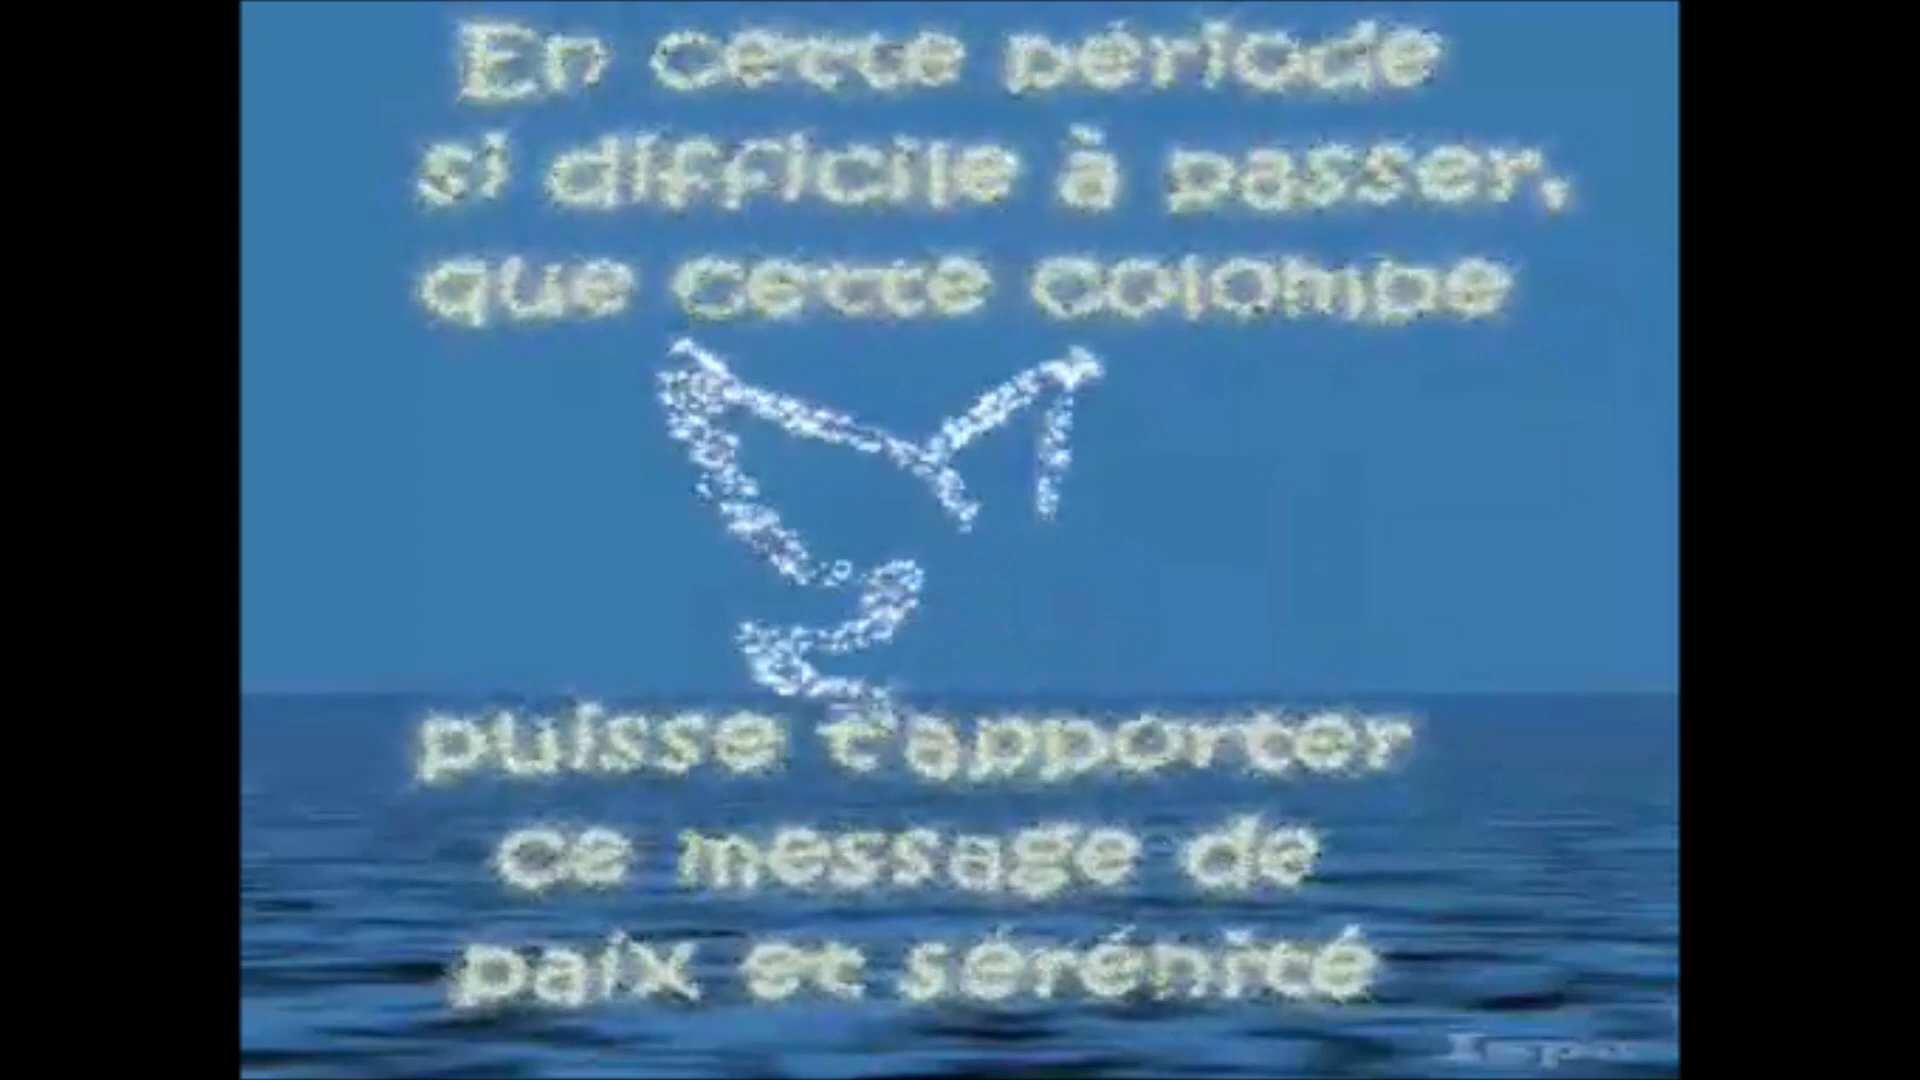 En cette période
si difficile à passer,
que cette colombe
puisse t'apporter
ce message de
paix et sérénité